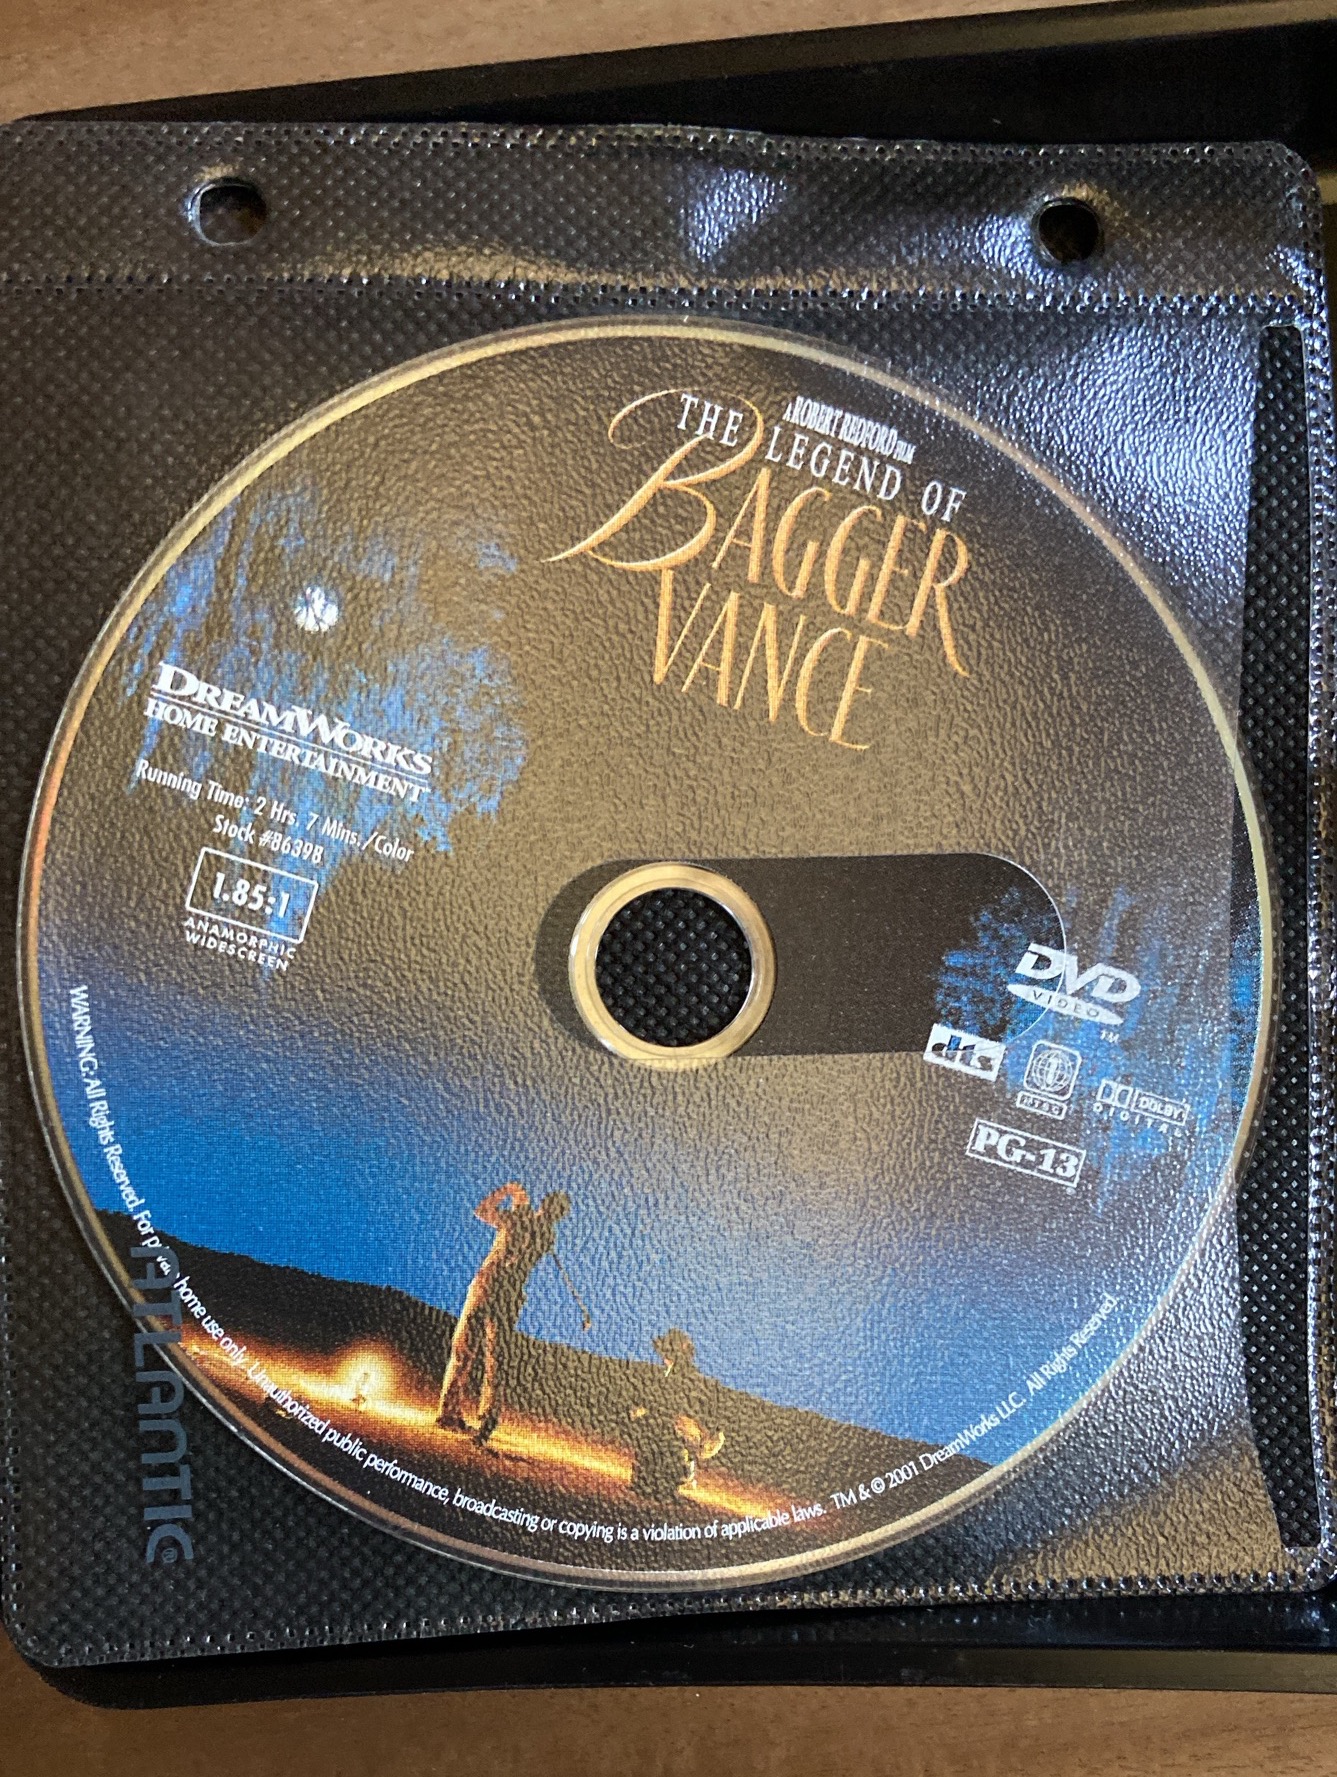 A ROBERT REDFORD FILM
THE LEGEND OF
BAGGER
VANCE
DREAMWORKS
HOME ENTERTAINMENT
Running Time: 2 Hrs. 7 Mins./Color
Stock #86398
1.85:1
ANAMORPHIC
WIDESCREEN
DVD
VIDEO
TM
dts
1
NTSC
DOLBY
DIGITAL
PG-13
WARNING: All Rights Reserved. For private home use only. Unauthorized public performance, broadcasting or copying is a violation of applicable laws. TM & © 2001 DreamWorks LLC. All Rights Reserved.
ATLANTIC®